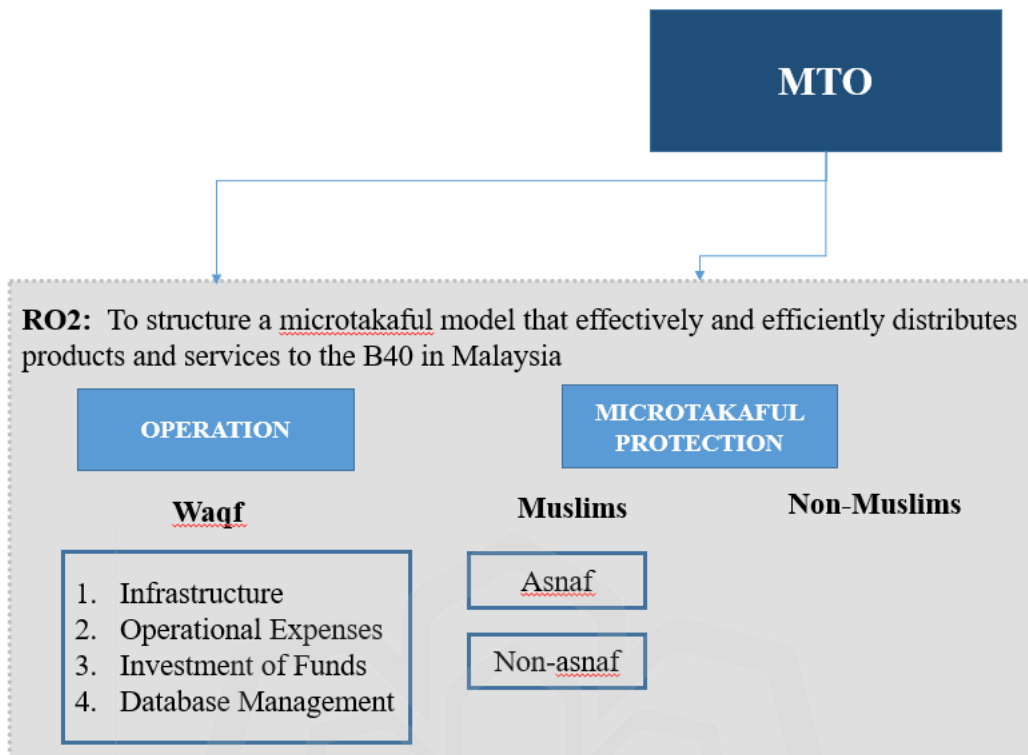 MTO
RO2: To structure a microtakaful model that effectively and efficiently distributes
products and services to the B40 in Malaysia
OPERATION
MICROTAKAFUL
PROTECTION
Waqf
Muslims
Non-Muslims
1. Infrastructure
2. Operational Expenses
3. Investment of Funds
4. Database Management
Asnaf
Non-asnaf